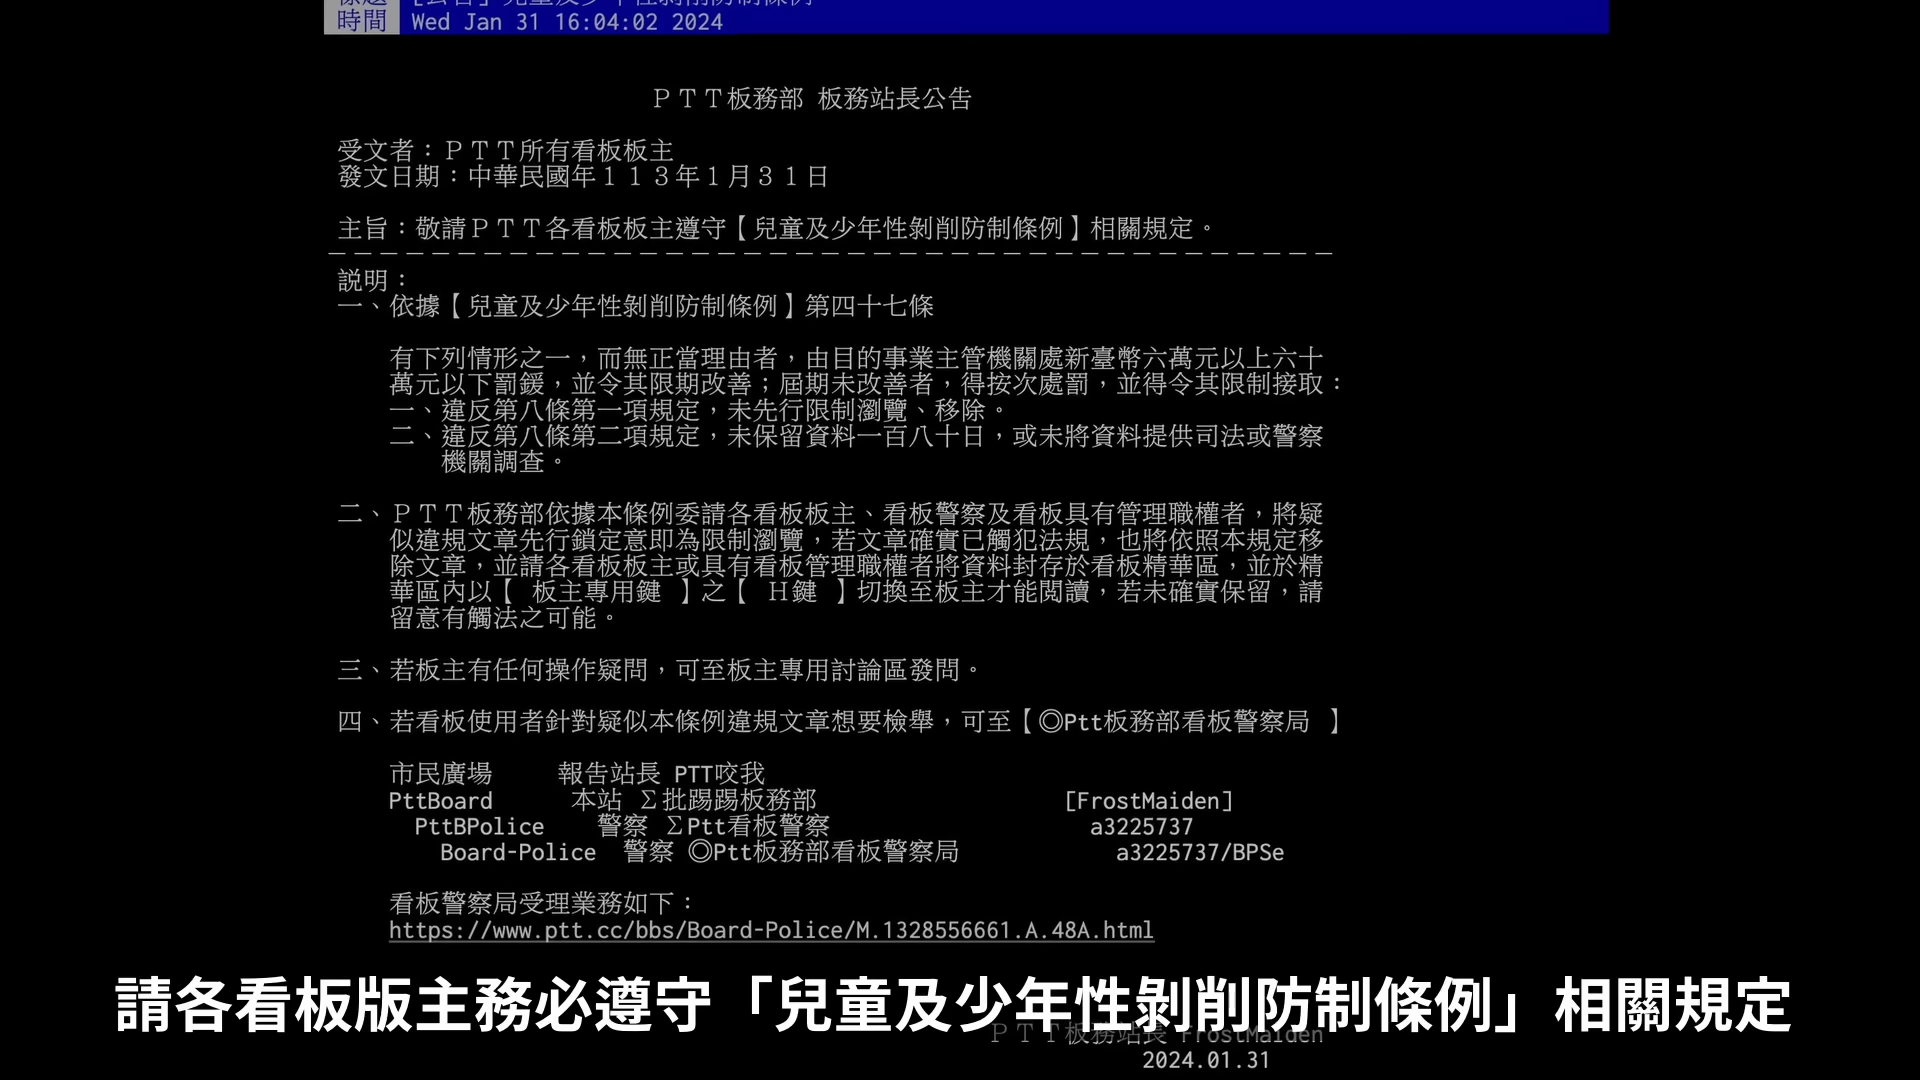 時間 Wed Jan 31 16:04:02 2024
ＰＴＴ板務部 板務站長公告
受文者：ＰＴＴ所有看板板主
發文日期：中華民國年１１３年１月３１日
主旨：敬請ＰＴＴ各看板板主遵守【兒童及少年性剝削防制條例】相關規定。
－－－－－－－－－－－－－－－－－－－－－－－－－－－－－－－－－－－－－－－
說明：
一、依據【兒童及少年性剝削防制條例】第四十七條
有下列情形之一，而無正當理由者，由目的事業主管機關處新臺幣六萬元以上六十
萬元以下罰鍰，並令其限期改善；屆期未改善者，得按次處罰，並得令其限制接取：
一、違反第八條第一項規定，未先行限制瀏覽、移除。
二、違反第八條第二項規定，未保留資料一百八十日，或未將資料提供司法或警察
機關調查。
二、ＰＴＴ板務部依據本條例委請各看板板主、看板警察及看板具有管理職權者，將疑
似違規文章先行鎖定意即為限制瀏覽，若文章確實已觸犯法規，也將依照本規定移
除文章，並請各看板板主或具有看板管理職權者將資料封存於看板精華區，並於精
華區內以【 板主專用鍵 】之【 Ｈ鍵 】切換至板主才能閱讀，若未確實保留，請
留意有觸法之可能。
三、若板主有任何操作疑問，可至板主專用討論區發問。
四、若看板使用者針對疑似本條例違規文章想要檢舉，可至【◎Ptt板務部看板警察局 】
市民廣場 報告站長 PTT咬我
PttBoard 本站 Σ批踢踢板務部 [FrostMaiden]
PttBPolice 警察 ΣPtt看板警察 a3225737
Board-Police 警察 ◎Ptt板務部看板警察局 a3225737/BPSe
看板警察局受理業務如下：
https://www.ptt.cc/bbs/Board-Police/M.1328556661.A.48A.html
請各看板版主務必遵守「兒童及少年性剝削防制條例」相關規定
ＰＴＴ板務站長 FrostMaiden
2024.01.31